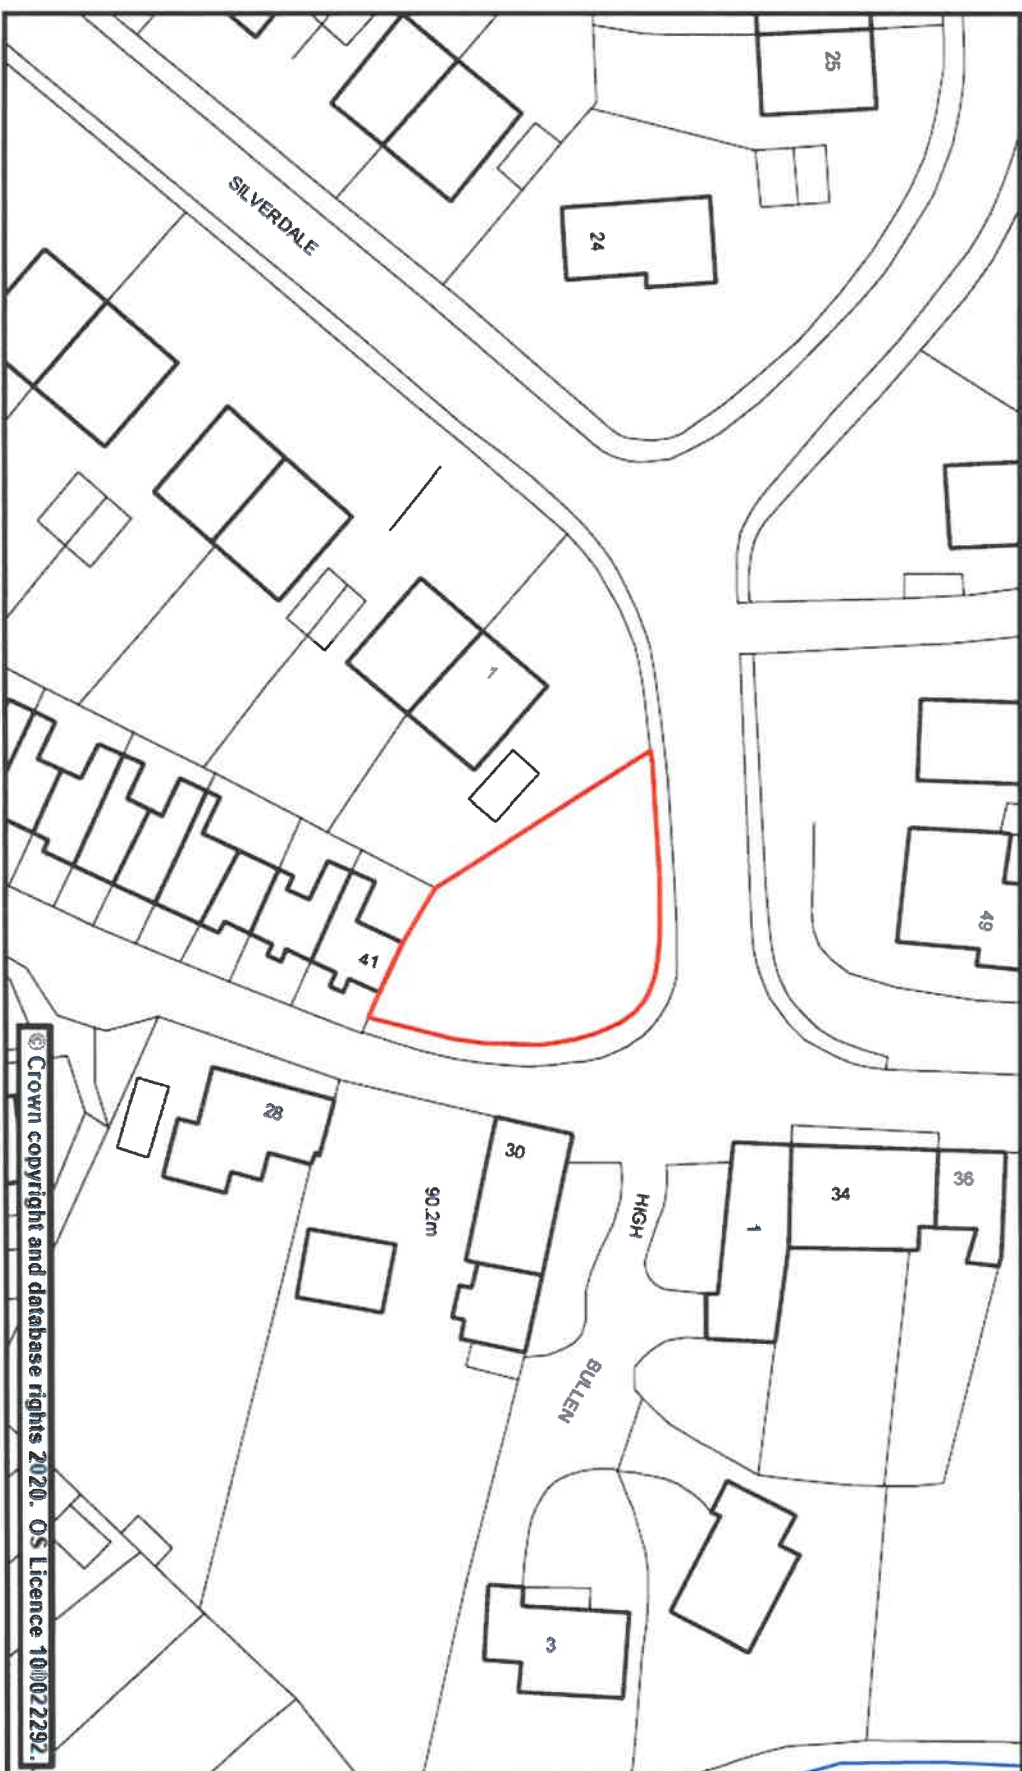 25
24
SILVERDALE
1
49
41
28
30
90.2m
HIGH
1
34
36
BULLEN
3
© Crown copyright and database rights 2020. OS Licence 100022292.